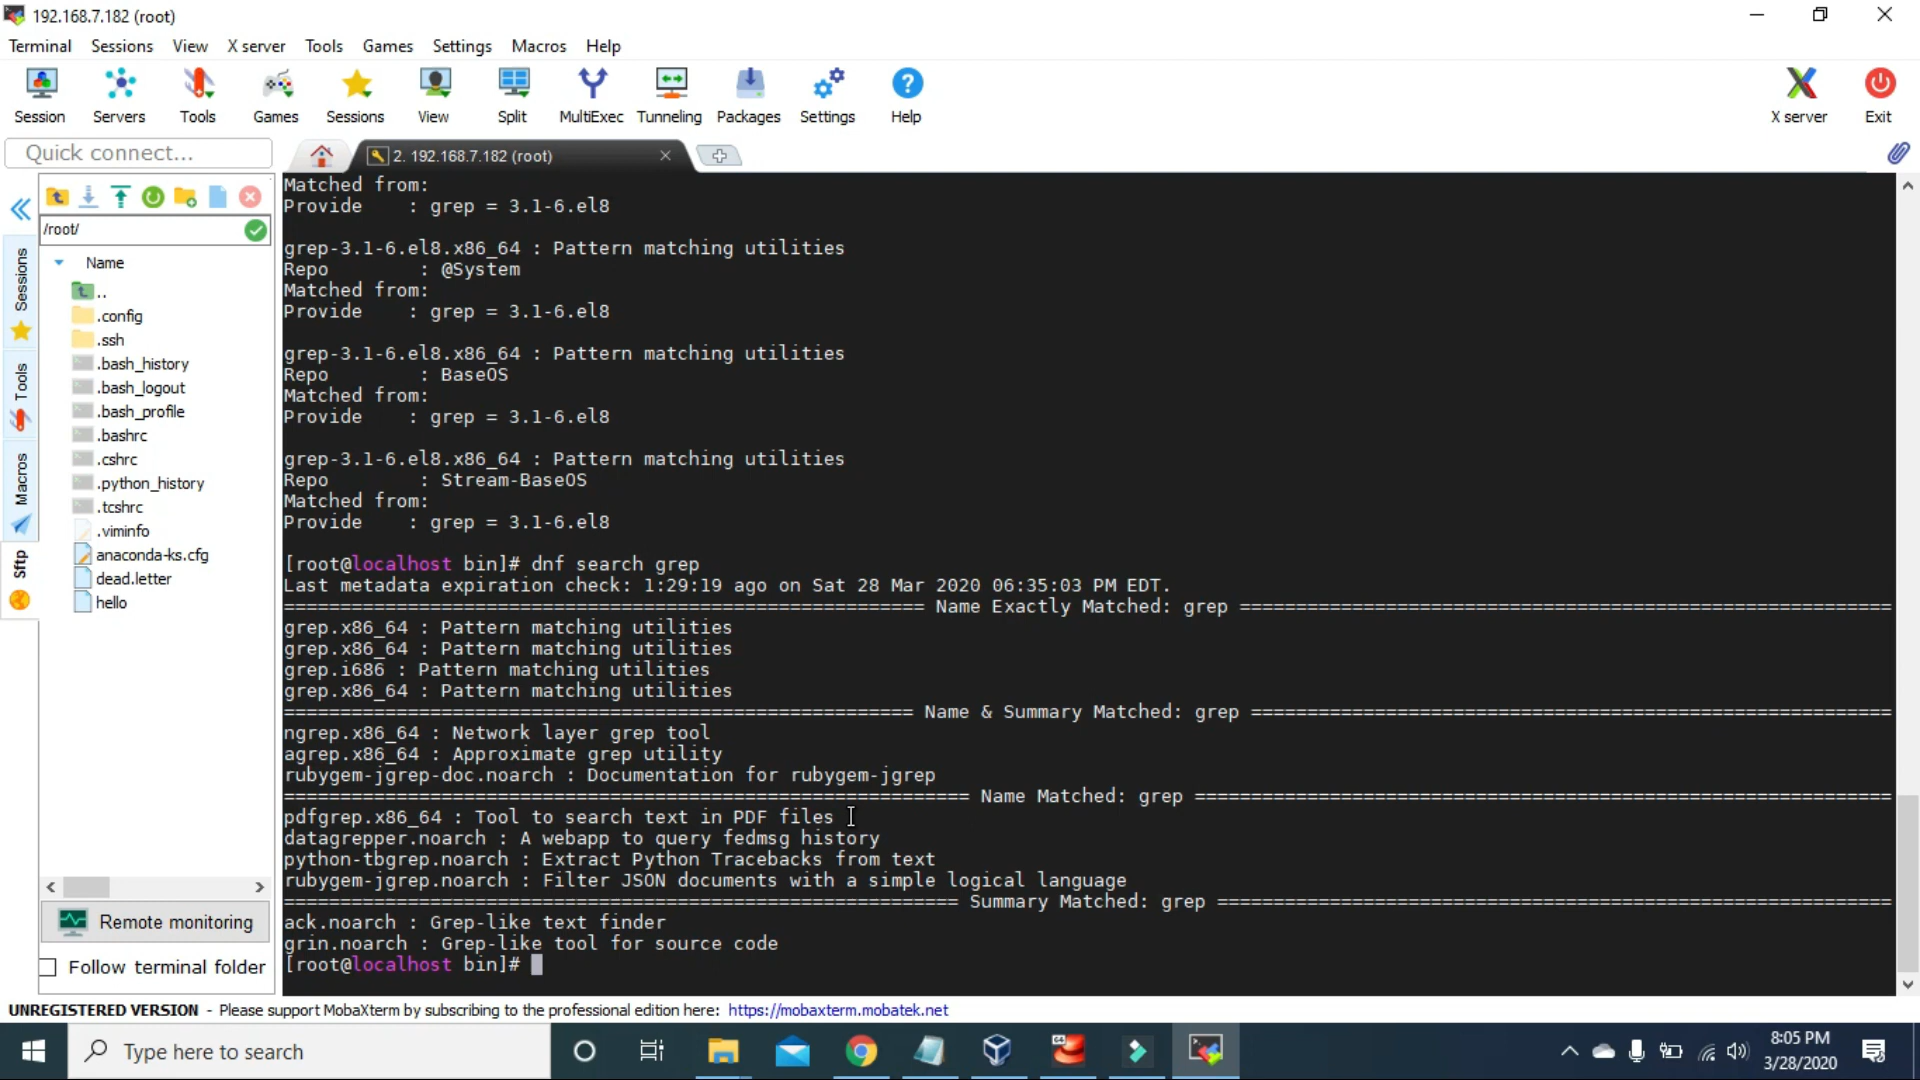 192.168.7.182 (root)
Terminal Sessions View X server Tools Games Settings Macros Help
Session Servers Tools Games Sessions View Split MultiExec Tunneling Packages Settings Help X server Exit
Quick connect...
2. 192.168.7.182 (root)
/root/
Name
..
.config
.ssh
.bash_history
.bash_logout
.bash_profile
.bashrc
.cshrc
.python_history
.tcshrc
.viminfo
anaconda-ks.cfg
dead.letter
hello
Sessions
Tools
Macros
Sftp
Remote monitoring
Follow terminal folder
Matched from:
Provide    : grep = 3.1-6.el8
grep-3.1-6.el8.x86_64 : Pattern matching utilities
Repo        : @System
Matched from:
Provide    : grep = 3.1-6.el8
grep-3.1-6.el8.x86_64 : Pattern matching utilities
Repo        : BaseOS
Matched from:
Provide    : grep = 3.1-6.el8
grep-3.1-6.el8.x86_64 : Pattern matching utilities
Repo        : Stream-BaseOS
Matched from:
Provide    : grep = 3.1-6.el8
[root@localhost bin]# dnf search grep
Last metadata expiration check: 1:29:19 ago on Sat 28 Mar 2020 06:35:03 PM EDT.
========================================================= Name Exactly Matched: grep ==========================================================
grep.x86_64 : Pattern matching utilities
grep.x86_64 : Pattern matching utilities
grep.i686 : Pattern matching utilities
grep.x86_64 : Pattern matching utilities
======================================================== Name & Summary Matched: grep =========================================================
ngrep.x86_64 : Network layer grep tool
agrep.x86_64 : Approximate grep utility
rubygem-jgrep-doc.noarch : Documentation for rubygem-jgrep
============================================================= Name Matched: grep ==============================================================
pdfgrep.x86_64 : Tool to search text in PDF files
datagrepper.noarch : A webapp to query fedmsg history
python-tbgrep.noarch : Extract Python Tracebacks from text
rubygem-jgrep.noarch : Filter JSON documents with a simple logical language
============================================================ Summary Matched: grep ============================================================
ack.noarch : Grep-like text finder
grin.noarch : Grep-like tool for source code
[root@localhost bin]#
UNREGISTERED VERSION - Please support MobaXterm by subscribing to the professional edition here: https://mobaxterm.mobatek.net
Type here to search
64
8:05 PM
3/28/2020